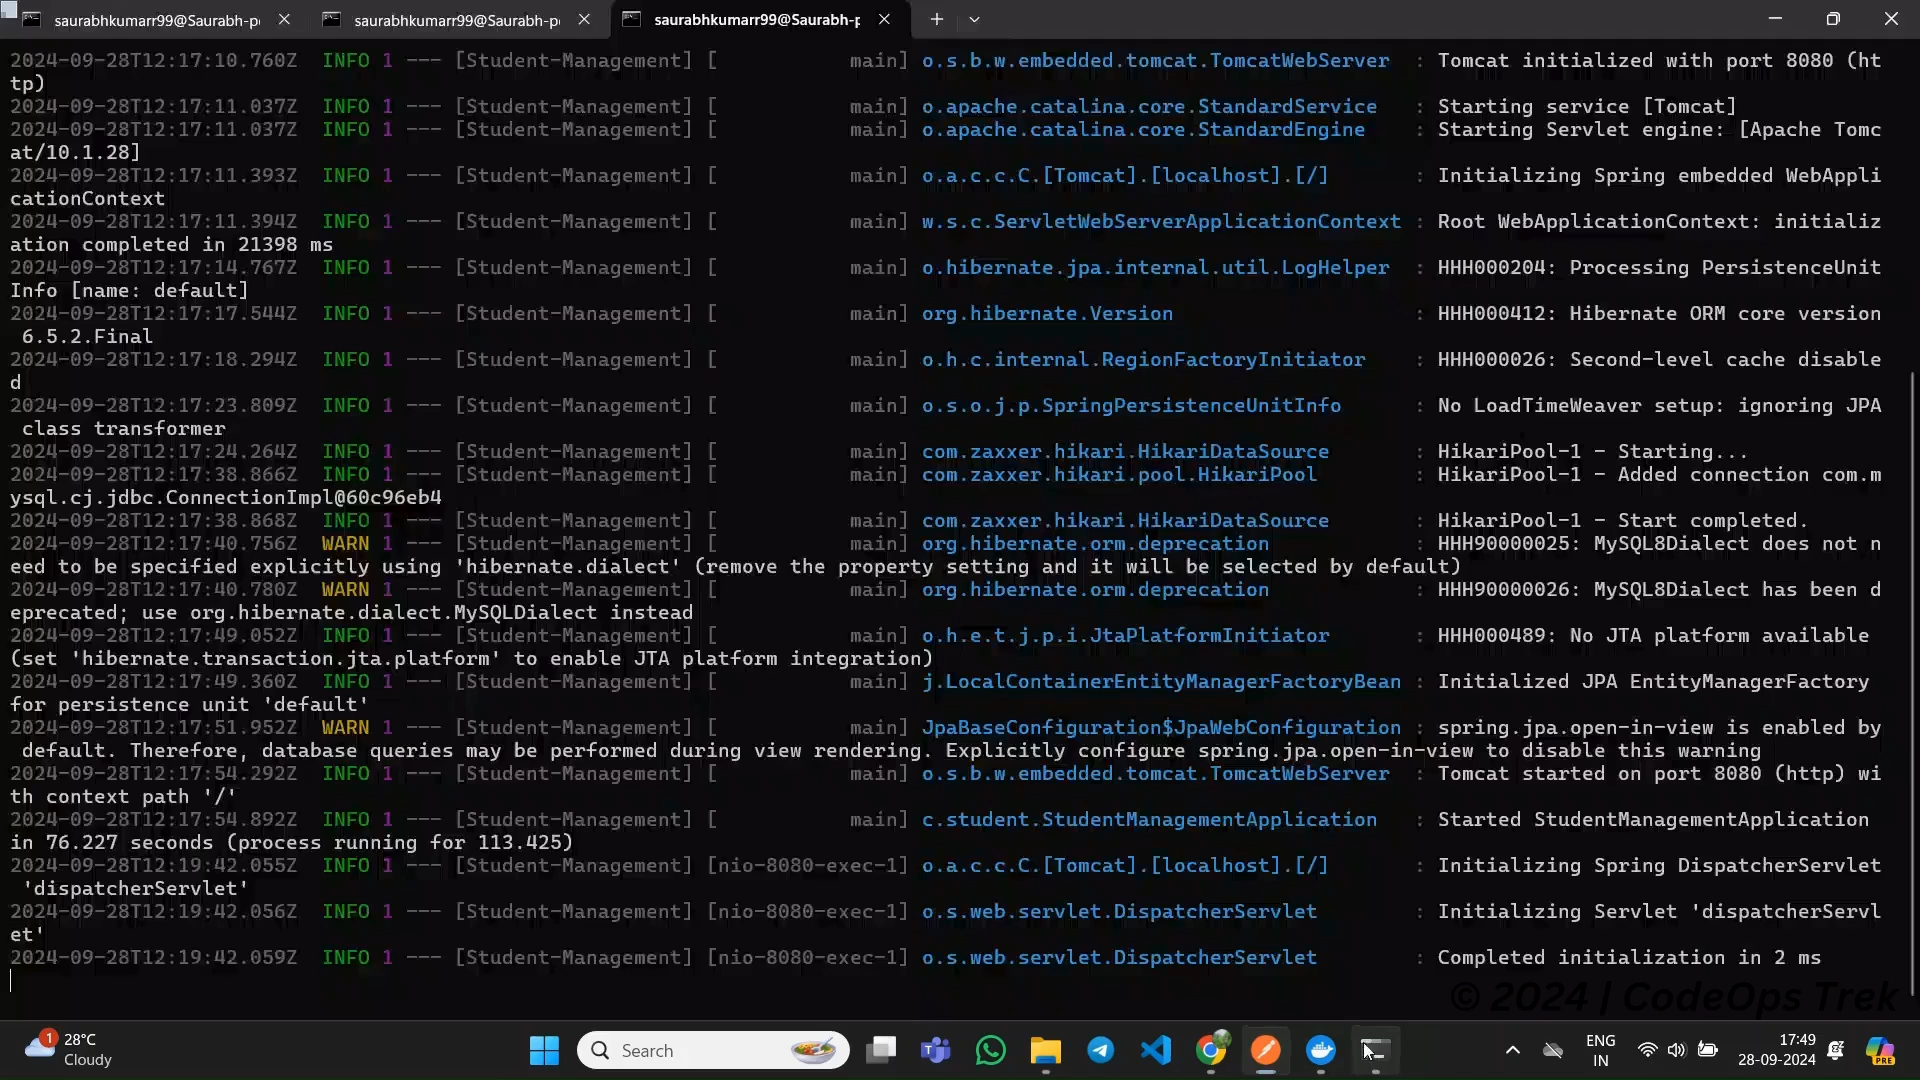 saurabhkumarr99@Saurabh-p
saurabhkumarr99@Saurabh-p
saurabhkumarr99@Saurabh-p
2024-09-28T12:17:10.760Z  INFO 1 --- [Student-Management] [           main] o.s.b.w.embedded.tomcat.TomcatWebServer  : Tomcat initialized with port 8080 (ht
tp)
2024-09-28T12:17:11.037Z  INFO 1 --- [Student-Management] [           main] o.apache.catalina.core.StandardService   : Starting service [Tomcat]
2024-09-28T12:17:11.037Z  INFO 1 --- [Student-Management] [           main] o.apache.catalina.core.StandardEngine    : Starting Servlet engine: [Apache Tomc
at/10.1.28]
2024-09-28T12:17:11.393Z  INFO 1 --- [Student-Management] [           main] o.a.c.c.C.[Tomcat].[localhost].[/]       : Initializing Spring embedded WebAppli
cationContext
2024-09-28T12:17:11.394Z  INFO 1 --- [Student-Management] [           main] w.s.c.ServletWebServerApplicationContext : Root WebApplicationContext: initializ
ation completed in 21398 ms
2024-09-28T12:17:14.767Z  INFO 1 --- [Student-Management] [           main] o.hibernate.jpa.internal.util.LogHelper  : HHH000204: Processing PersistenceUnit
Info [name: default]
2024-09-28T12:17:17.544Z  INFO 1 --- [Student-Management] [           main] org.hibernate.Version                    : HHH000412: Hibernate ORM core version
 6.5.2.Final
2024-09-28T12:17:18.294Z  INFO 1 --- [Student-Management] [           main] o.h.c.internal.RegionFactoryInitiator    : HHH000026: Second-level cache disable
d
2024-09-28T12:17:23.809Z  INFO 1 --- [Student-Management] [           main] o.s.o.j.p.SpringPersistenceUnitInfo      : No LoadTimeWeaver setup: ignoring JPA
 class transformer
2024-09-28T12:17:24.264Z  INFO 1 --- [Student-Management] [           main] com.zaxxer.hikari.HikariDataSource       : HikariPool-1 - Starting...
2024-09-28T12:17:38.866Z  INFO 1 --- [Student-Management] [           main] com.zaxxer.hikari.pool.HikariPool        : HikariPool-1 - Added connection com.m
ysql.cj.jdbc.ConnectionImpl@60c96eb4
2024-09-28T12:17:38.868Z  INFO 1 --- [Student-Management] [           main] com.zaxxer.hikari.HikariDataSource       : HikariPool-1 - Start completed.
2024-09-28T12:17:40.756Z  WARN 1 --- [Student-Management] [           main] org.hibernate.orm.deprecation            : HHH90000025: MySQL8Dialect does not n
eed to be specified explicitly using 'hibernate.dialect' (remove the property setting and it will be selected by default)
2024-09-28T12:17:40.780Z  WARN 1 --- [Student-Management] [           main] org.hibernate.orm.deprecation            : HHH90000026: MySQL8Dialect has been d
eprecated; use org.hibernate.dialect.MySQLDialect instead
2024-09-28T12:17:49.052Z  INFO 1 --- [Student-Management] [           main] o.h.e.t.j.p.i.JtaPlatformInitiator       : HHH000489: No JTA platform available
(set 'hibernate.transaction.jta.platform' to enable JTA platform integration)
2024-09-28T12:17:49.360Z  INFO 1 --- [Student-Management] [           main] j.LocalContainerEntityManagerFactoryBean : Initialized JPA EntityManagerFactory
for persistence unit 'default'
2024-09-28T12:17:51.952Z  WARN 1 --- [Student-Management] [           main] JpaBaseConfiguration$JpaWebConfiguration : spring.jpa.open-in-view is enabled by
 default. Therefore, database queries may be performed during view rendering. Explicitly configure spring.jpa.open-in-view to disable this warning
2024-09-28T12:17:54.292Z  INFO 1 --- [Student-Management] [           main] o.s.b.w.embedded.tomcat.TomcatWebServer  : Tomcat started on port 8080 (http) wi
th context path '/'
2024-09-28T12:17:54.892Z  INFO 1 --- [Student-Management] [           main] c.student.StudentManagementApplication   : Started StudentManagementApplication
in 76.227 seconds (process running for 113.425)
2024-09-28T12:19:42.055Z  INFO 1 --- [Student-Management] [nio-8080-exec-1] o.a.c.c.C.[Tomcat].[localhost].[/]       : Initializing Spring DispatcherServlet
 'dispatcherServlet'
2024-09-28T12:19:42.056Z  INFO 1 --- [Student-Management] [nio-8080-exec-1] o.s.web.servlet.DispatcherServlet        : Initializing Servlet 'dispatcherServl
et'
2024-09-28T12:19:42.059Z  INFO 1 --- [Student-Management] [nio-8080-exec-1] o.s.web.servlet.DispatcherServlet        : Completed initialization in 2 ms
© 2024 | CodeOps Trek
1
28°C
Cloudy
Search
ENG
IN
17:49
28-09-2024
PRE